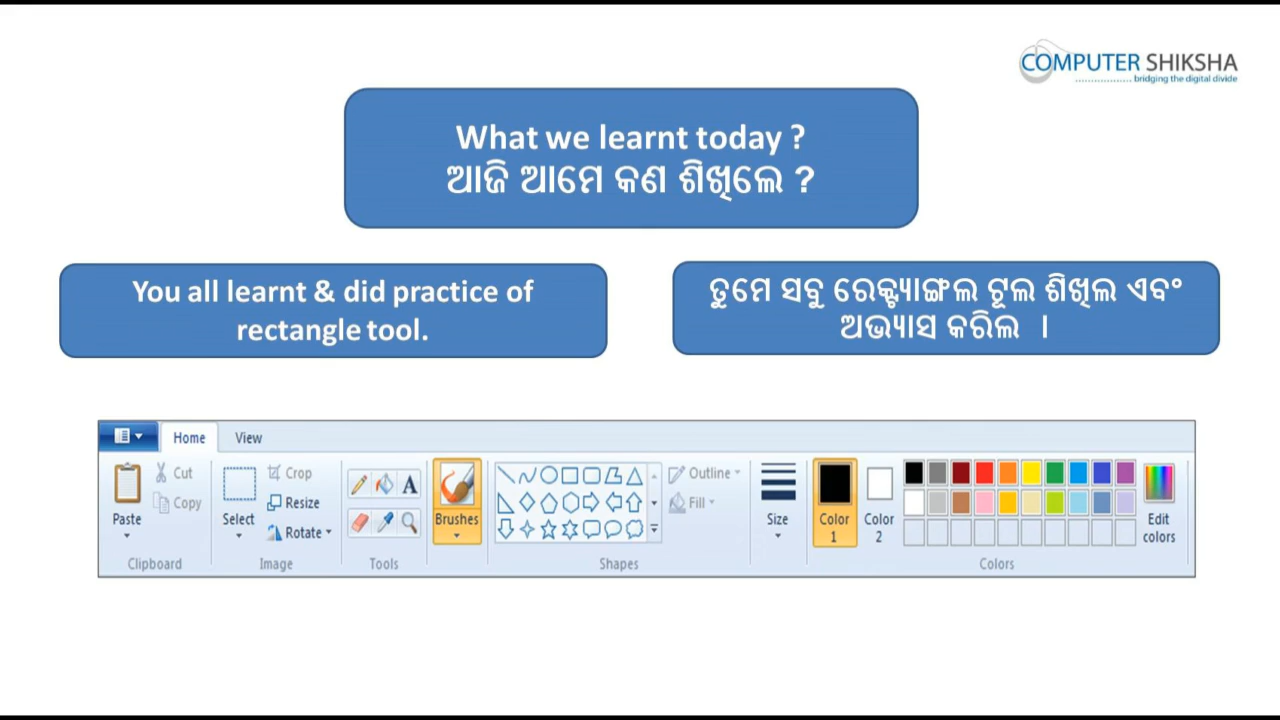 COMPUTER SHIKSHA
bridging the digital divide
What we learnt today ?
ଆଜି ଆମେ କଣ ଶିଖିଲେ ?
You all learnt & did practice of
rectangle tool.
ତୁମେ ସବୁ ରେକ୍ଟ୍ୟାଙ୍ଗଲ ଟୁଲ ଶିଖିଲ ଏବଂ
ଅଭ୍ୟାସ କରିଲ ।
Home View
Cut
Copy
Paste
Clipboard
Crop
Resize
Rotate
Select
Image
A
Tools
Brushes
Outline
Fill
Shapes
Size
Color
1
Color
2
Edit
colors
Colors